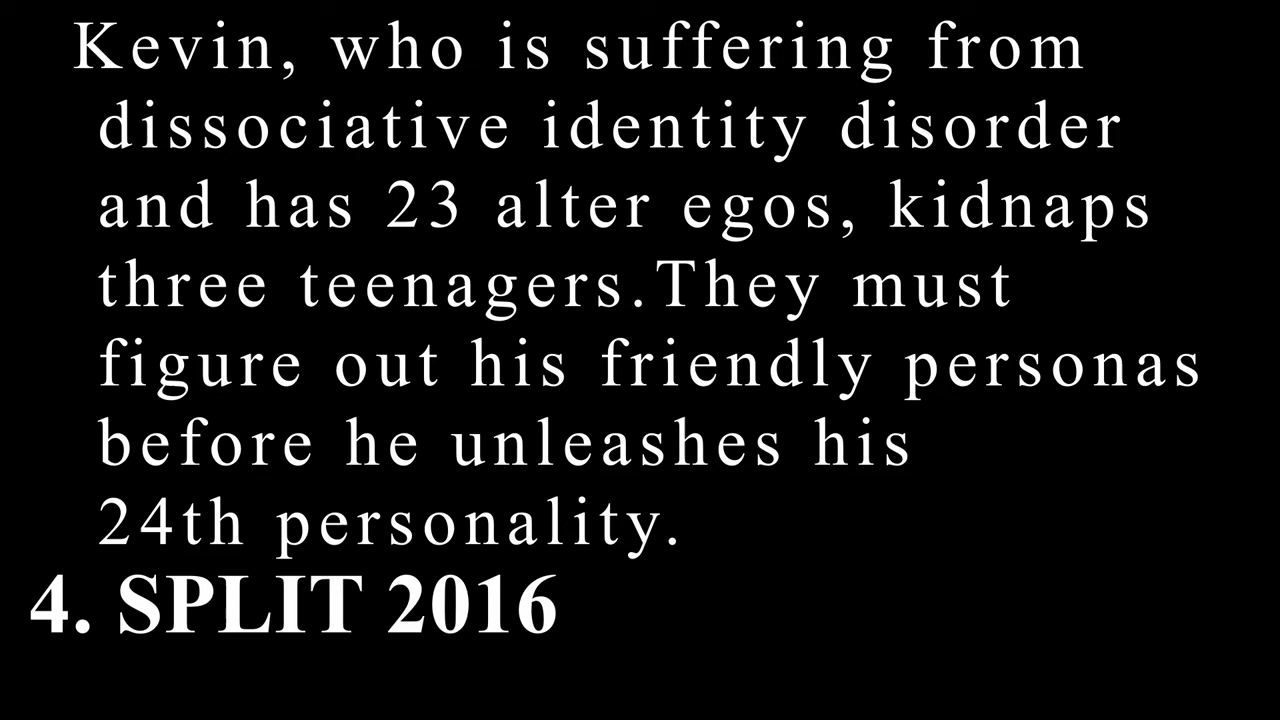 Kevin, who is suffering from
dissociative identity disorder
and has 23 alter egos, kidnaps
three teenagers.They must
figure out his friendly personas
before he unleashes his
24th personality.
4. SPLIT 2016